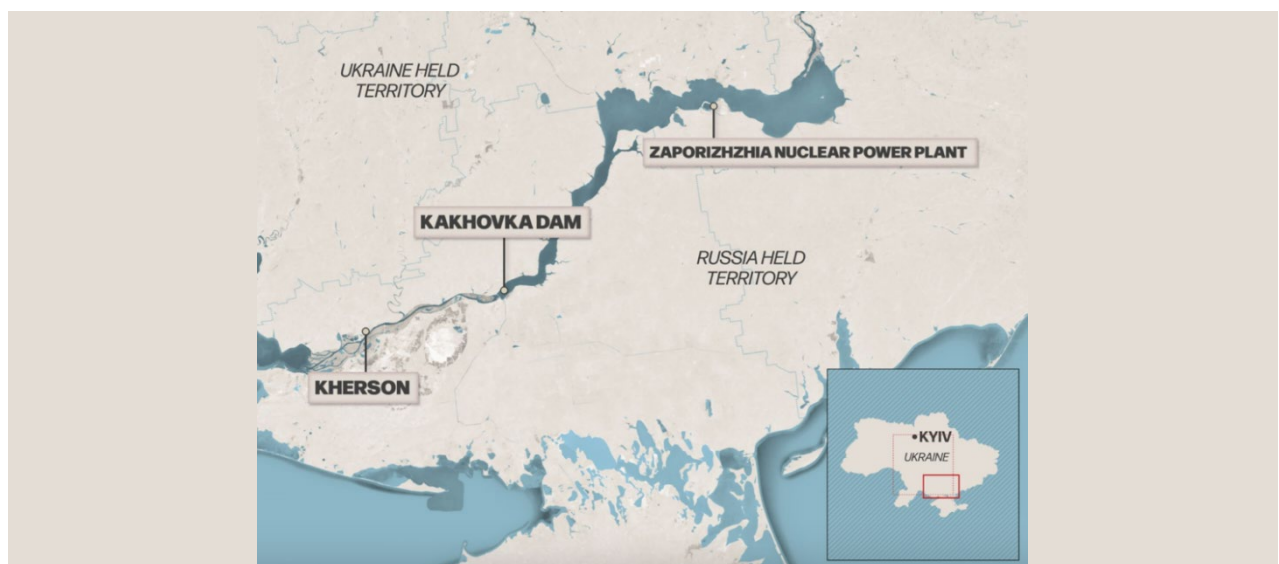 UKRAINE HELD
TERRITORY
ZAPORIZHZHIA NUCLEAR POWER PLANT
KAKHOVKA DAM
RUSSIA HELD
TERRITORY
KHERSON
KYIV
UKRAINE